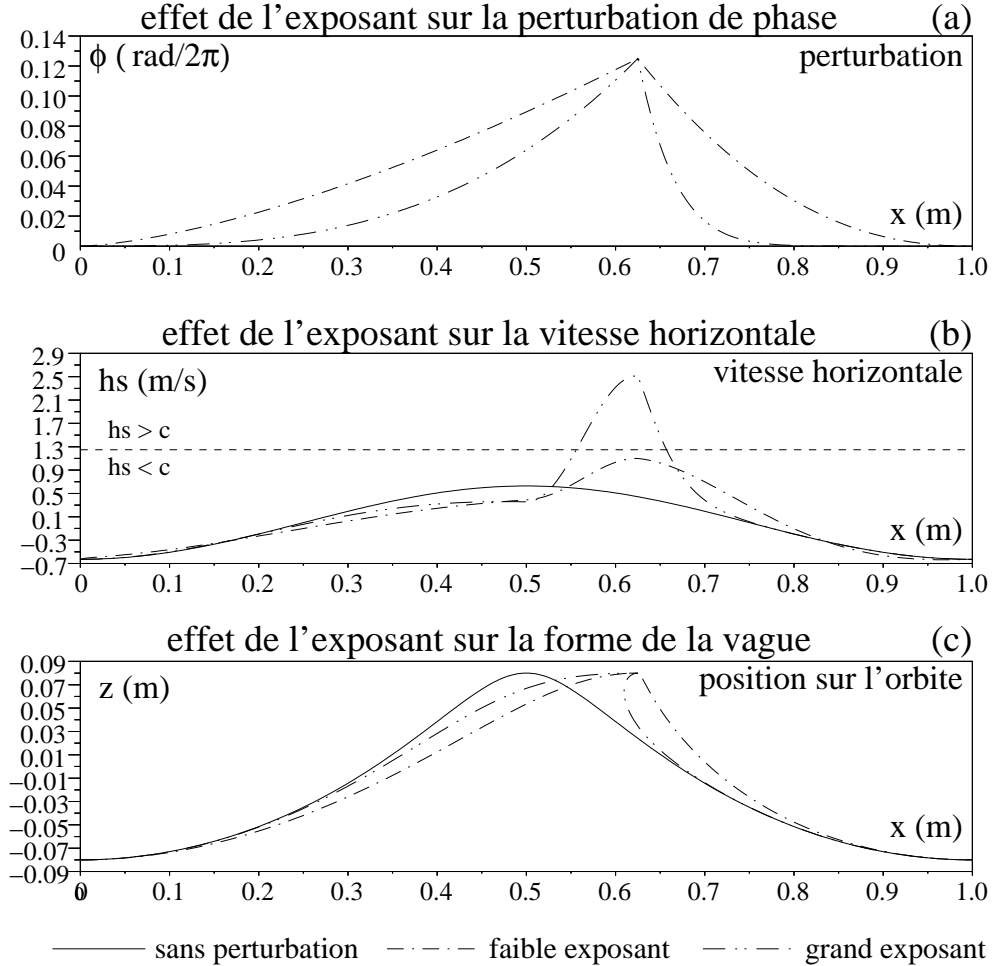 effet de l'exposant sur la perturbation de phase (a)
0.14
ϕ ( rad/2π) perturbation
0.12
0.10
0.08
0.06
0.04
0.02 x (m)
0
0 0.1 0.2 0.3 0.4 0.5 0.6 0.7 0.8 0.9 1.0
effet de l'exposant sur la vitesse horizontale (b)
2.9
hs (m/s) vitesse horizontale
2.5
2.1
1.7
hs > c
1.3
hs < c
0.9
0.5
0.1
−0.3 x (m)
−0.7
0 0.1 0.2 0.3 0.4 0.5 0.6 0.7 0.8 0.9 1.0
effet de l'exposant sur la forme de la vague (c)
0.09
z (m) position sur l'orbite
0.07
0.05
0.03
0.01
−0.01
−0.03
−0.05 x (m)
−0.07
−0.09
0 0.1 0.2 0.3 0.4 0.5 0.6 0.7 0.8 0.9 1.0
sans perturbation faible exposant grand exposant